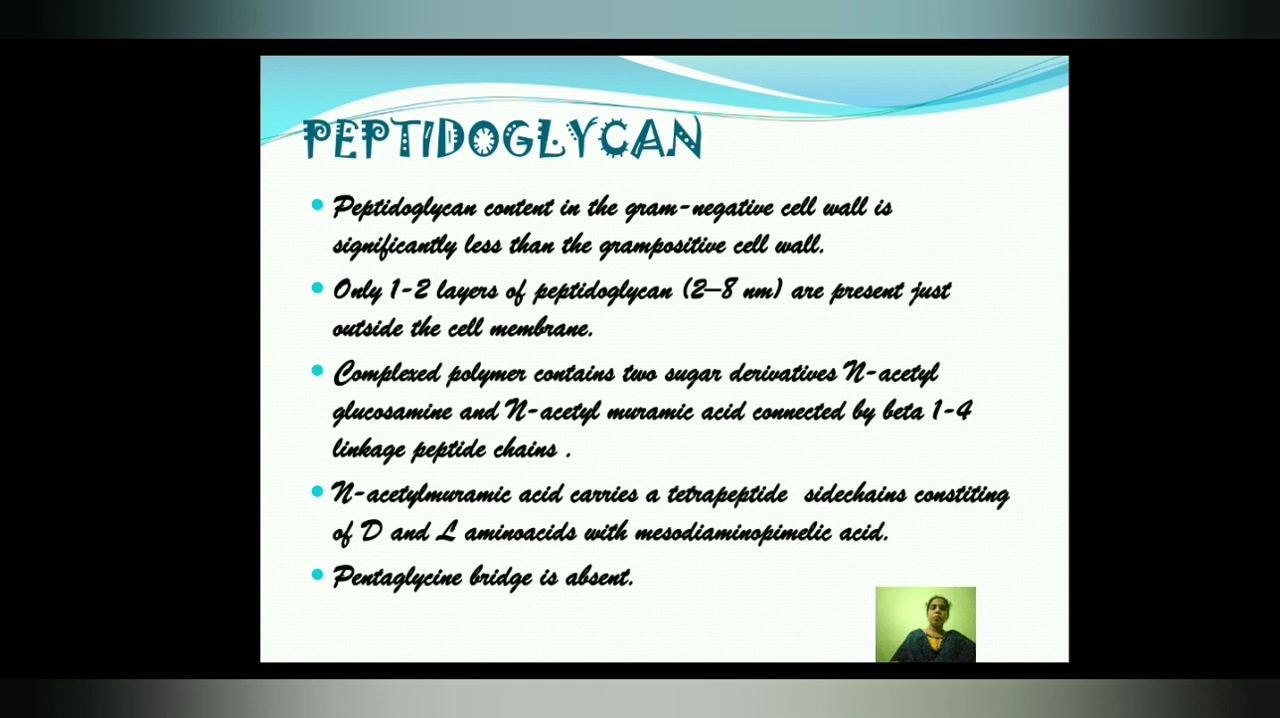 PEPTIDOGLYCAN
Peptidoglycan content in the gram-negative cell wall is
significantly less than the grampositive cell wall.
Only 1-2 layers of peptidoglycan (2–8 nm) are present just
outside the cell membrane.
Complexed polymer contains two sugar derivatives N-acetyl
glucosamine and N-acetyl muramic acid connected by beta 1-4
linkage peptide chains .
N-acetylmuramic acid carries a tetrapeptide sidechains constiting
of D and L aminoacids with mesodiaminopimelic acid.
Pentaglycine bridge is absent.